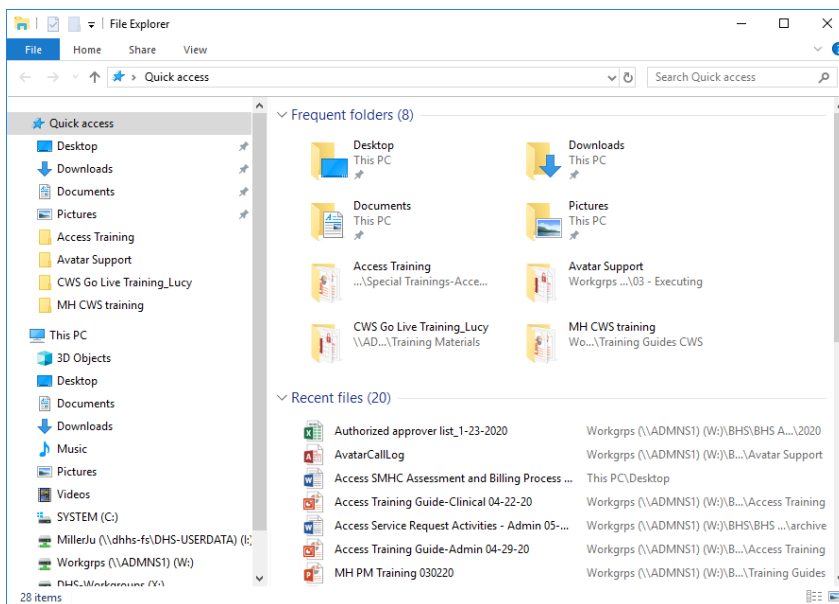 File Explorer
File Home Share View
Quick access
Search Quick access
Quick access
Desktop
Downloads
Documents
Pictures
Access Training
Avatar Support
CWS Go Live Training_Lucy
MH CWS training
This PC
3D Objects
Desktop
Documents
Downloads
Music
Pictures
Videos
SYSTEM (C:)
MillerJu (\\dhhs-fs\DHS-USERDATA) (I:)
Workgrps (\\ADMNS1) (W:)
DHS-Workgroups (Y:)
Frequent folders (8)
Desktop
This PC
Downloads
This PC
Documents
This PC
Pictures
This PC
Access Training
...\Special Trainings-Acce...
Avatar Support
Workgrps ...\03 - Executing
CWS Go Live Training_Lucy
\\AD...\Training Materials
MH CWS training
Wo...\Training Guides CWS
Recent files (20)
Authorized approver list_1-23-2020 Workgrps (\\ADMNS1) (W:)\BHS\BHS A...\2020
AvatarCallLog Workgrps (\\ADMNS1) (W:)\B...\Avatar Support
Access SMHC Assessment and Billing Process ... This PC\Desktop
Access Training Guide-Clinical 04-22-20 Workgrps (\\ADMNS1) (W:)\B...\Access Training
Access Service Request Activities - Admin 05-... Workgrps (\\ADMNS1) (W:)\BHS\BHS ...\archive
Access Training Guide-Admin 04-29-20 Workgrps (\\ADMNS1) (W:)\B...\Access Training
MH PM Training 030220 Workgrps (\\ADMNS1) (W:)\B...\Training Guides
28 items